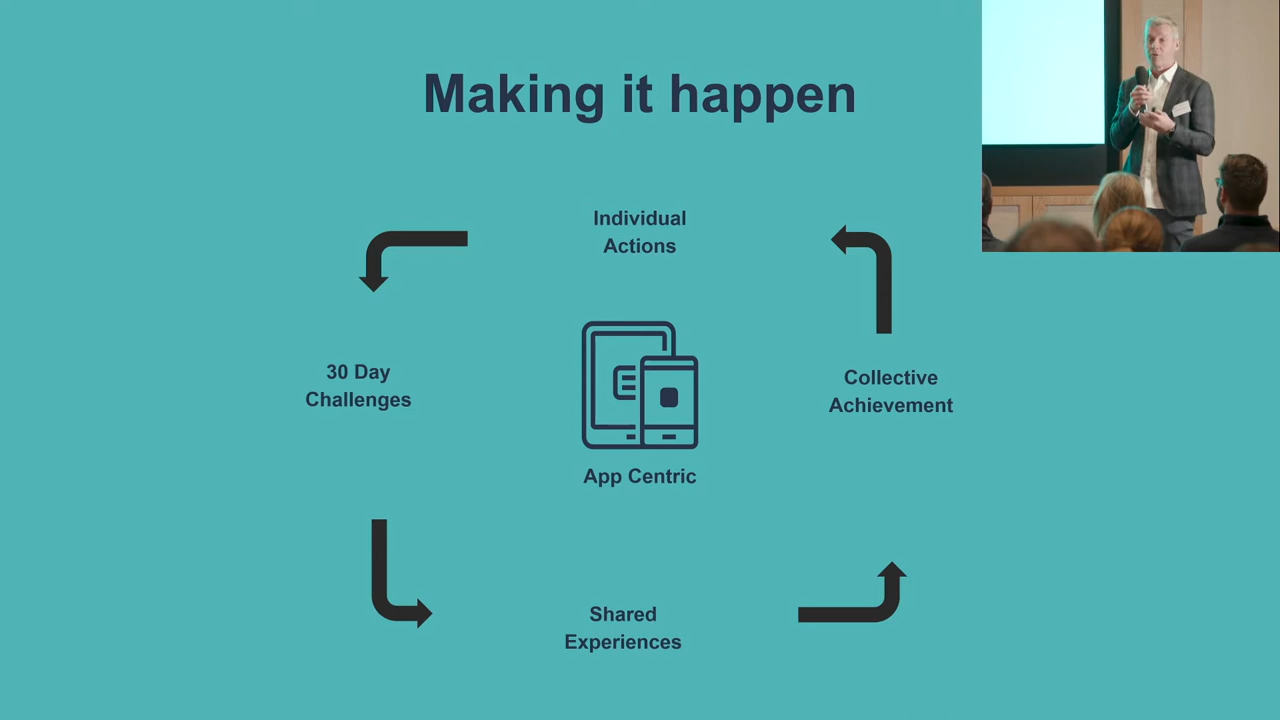 Making it happen
Individual
Actions
30 Day
Challenges
Collective
Achievement
App Centric
Shared
Experiences